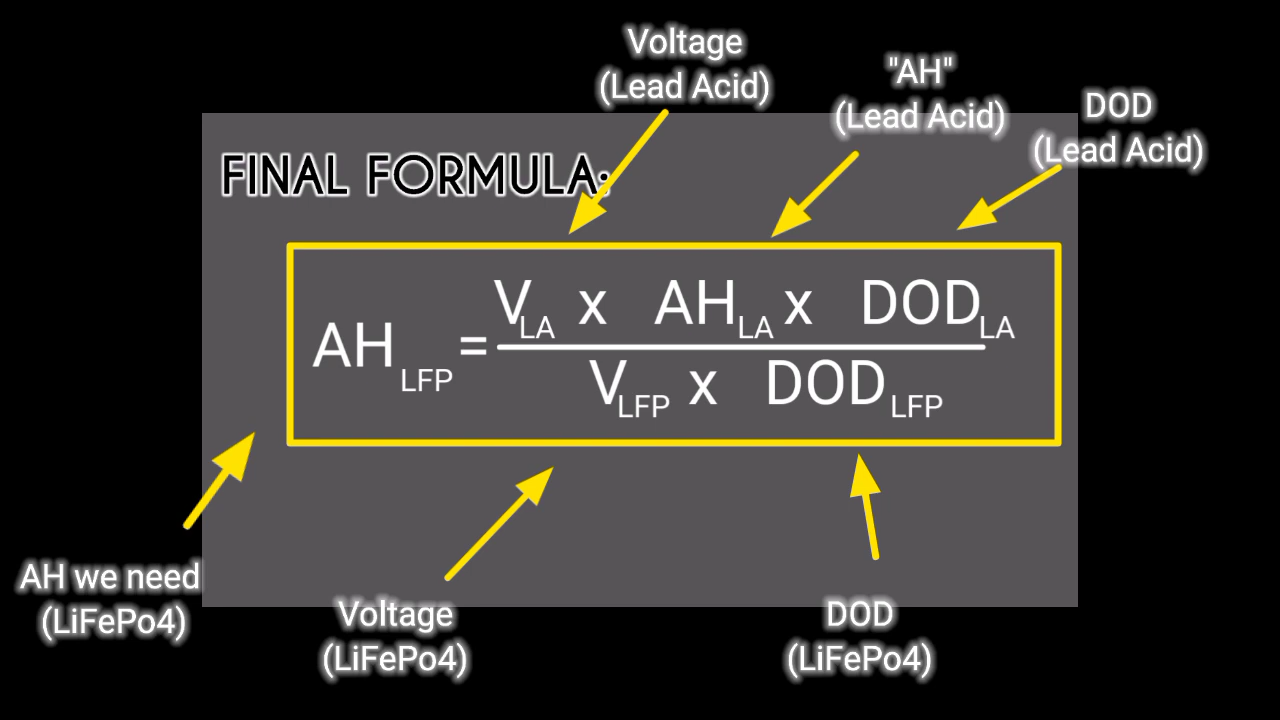 Voltage
(Lead Acid)
"AH"
(Lead Acid)
DOD
(Lead Acid)
FINAL FORMULA:
AH LFP = V LA x AH LA x DOD LA
V LFP x DOD LFP
AH we need
(LiFePo4)
Voltage
(LiFePo4)
DOD
(LiFePo4)